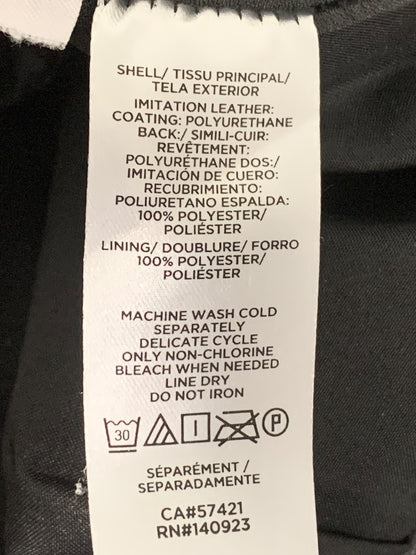 SHELL/ TISSU PRINCIPAL/
TELA EXTERIOR
IMITATION LEATHER:
COATING: POLYURETHANE
BACK:/ SIMILI-CUIR:
REVÊTEMENT:
POLYURÉTHANE DOS:/
IMITACIÓN DE CUERO:
RECUBRIMIENTO:
POLIURETANO ESPALDA:
100% POLYESTER/
POLIÉSTER
LINING/ DOUBLURE/ FORRO
100% POLYESTER/
POLIÉSTER
MACHINE WASH COLD
SEPARATELY
DELICATE CYCLE
ONLY NON-CHLORINE
BLEACH WHEN NEEDED
LINE DRY
DO NOT IRON
30 P
SÉPARÉMENT/
SEPARADAMENTE
CA#57421
RN#140923